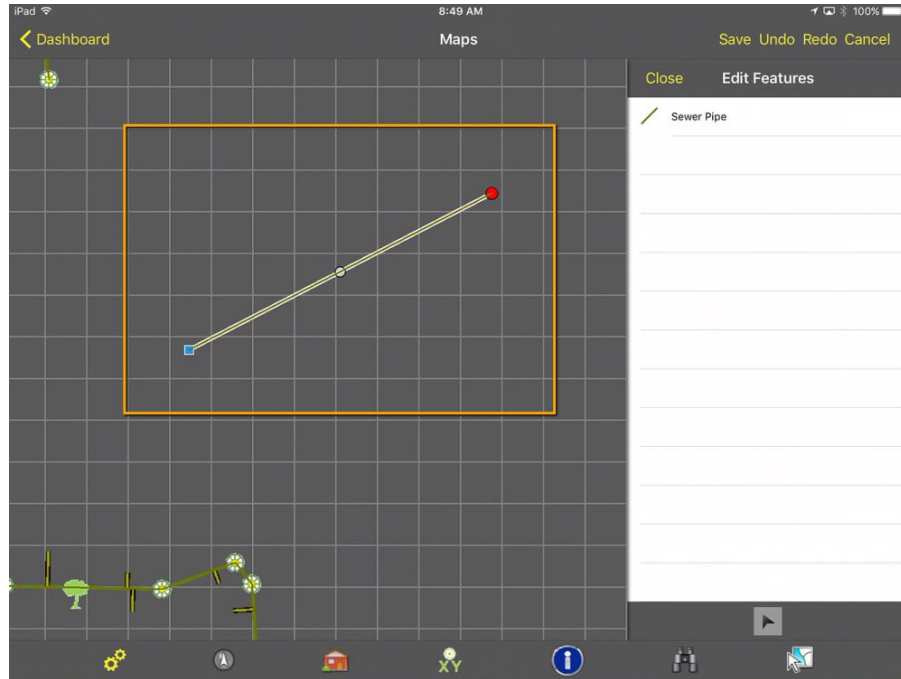 iPad 8:49 AM 100%
Dashboard Maps Save Undo Redo Cancel
Close Edit Features
Sewer Pipe
XY
i